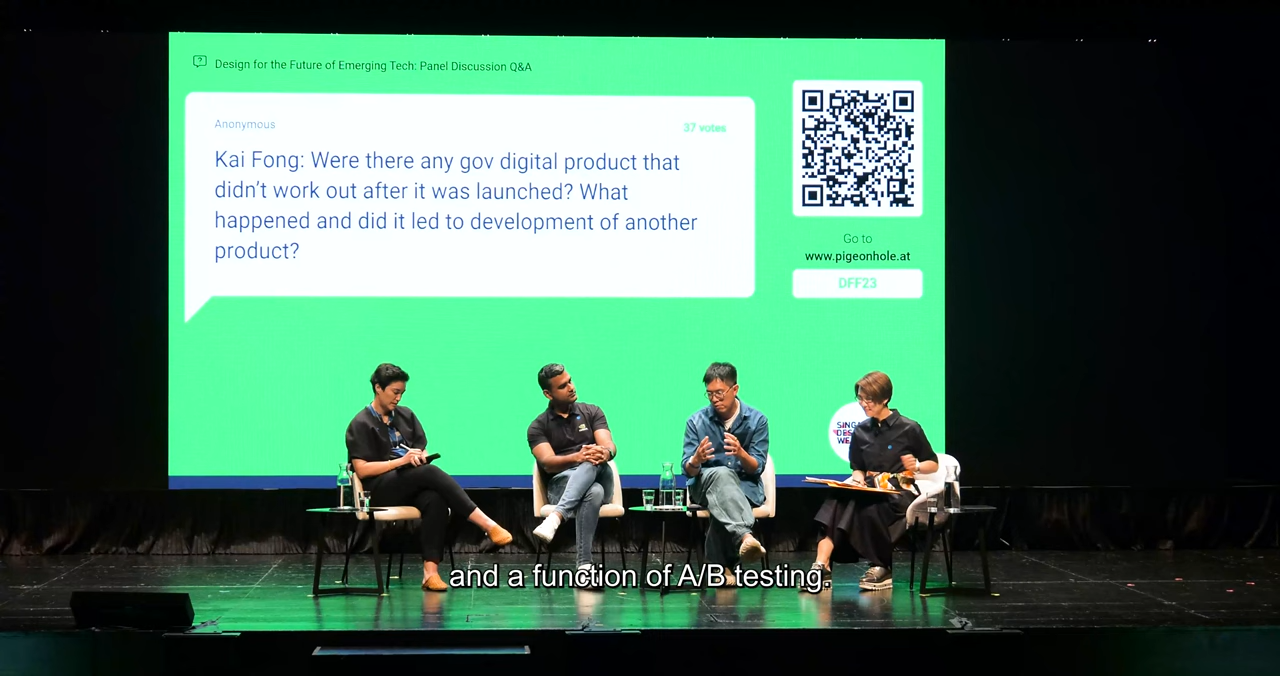 Design for the Future of Emerging Tech: Panel Discussion Q&A
Anonymous
37 votes
Kai Fong: Were there any gov digital product that
didn't work out after it was launched? What
happened and did it led to development of another
product?
Go to
www.pigeonhole.at
DFF23
and a function of A/B testing.